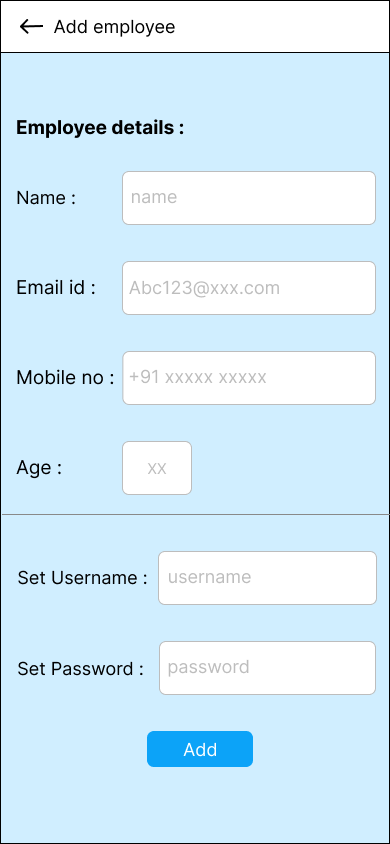 Add employee
Employee details :
Name : name
Email id : Abc123@xxx.com
Mobile no : +91 xxxxx xxxxx
Age : xx
Set Username : username
Set Password : password
Add